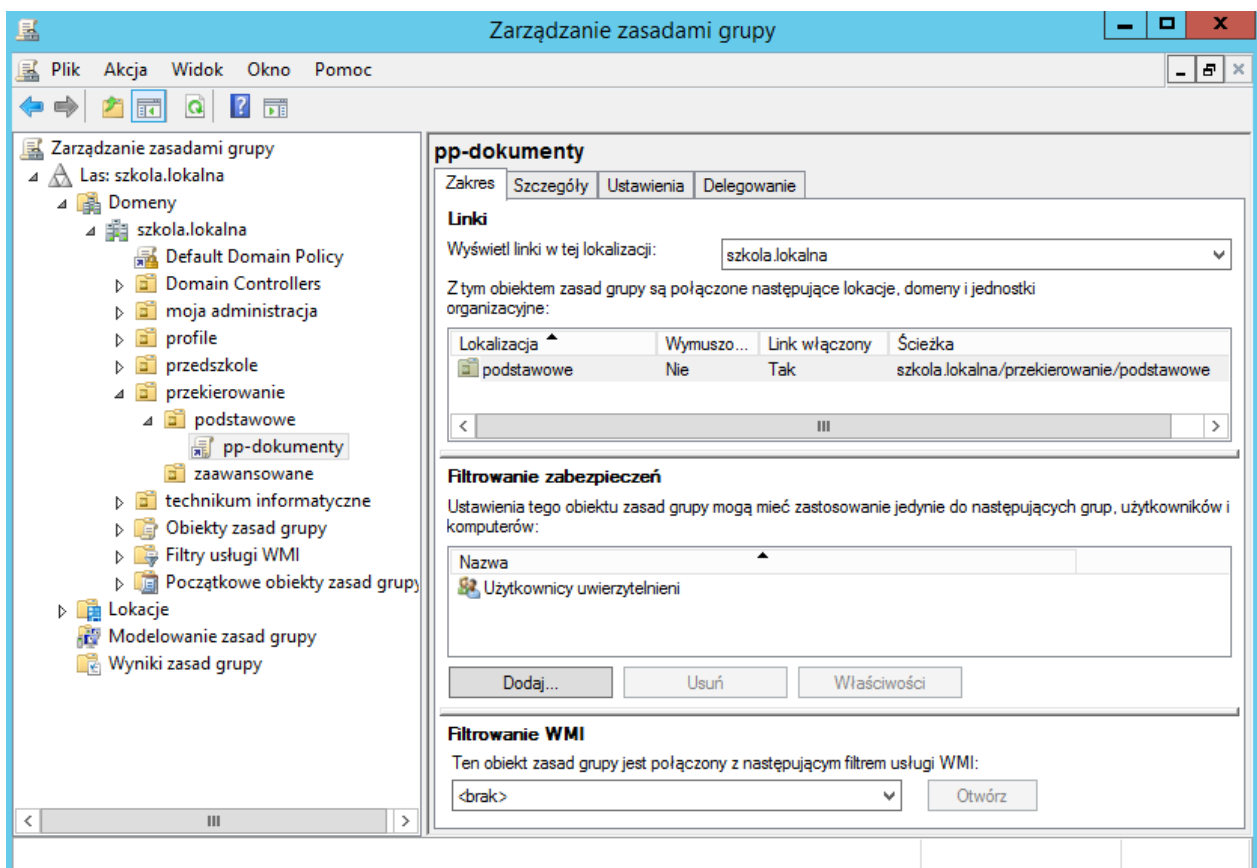 Zarządzanie zasadami grupy
Plik Akcja Widok Okno Pomoc
Zarządzanie zasadami grupy
Las: szkola.lokalna
Domeny
szkola.lokalna
Default Domain Policy
Domain Controllers
moja administracja
profile
przedszkole
przekierowanie
podstawowe
pp-dokumenty
zaawansowane
technikum informatyczne
Obiekty zasad grupy
Filtry usługi WMI
Początkowe obiekty zasad grupy
Lokacje
Modelowanie zasad grupy
Wyniki zasad grupy
pp-dokumenty
Zakres Szczegóły Ustawienia Delegowanie
Linki
Wyświetl linki w tej lokalizacji: szkola.lokalna
Z tym obiektem zasad grupy są połączone następujące lokacje, domeny i jednostki
organizacyjne:
Lokalizacja Wymuszo... Link włączony Ścieżka
podstawowe Nie Tak szkola.lokalna/przekierowanie/podstawowe
Filtrowanie zabezpieczeń
Ustawienia tego obiektu zasad grupy mogą mieć zastosowanie jedynie do następujących grup, użytkowników i
komputerów:
Nazwa
Użytkownicy uwierzytelnieni
Dodaj... Usuń Właściwości
Filtrowanie WMI
Ten obiekt zasad grupy jest połączony z następującym filtrem usługi WMI:
<brak> Otwórz